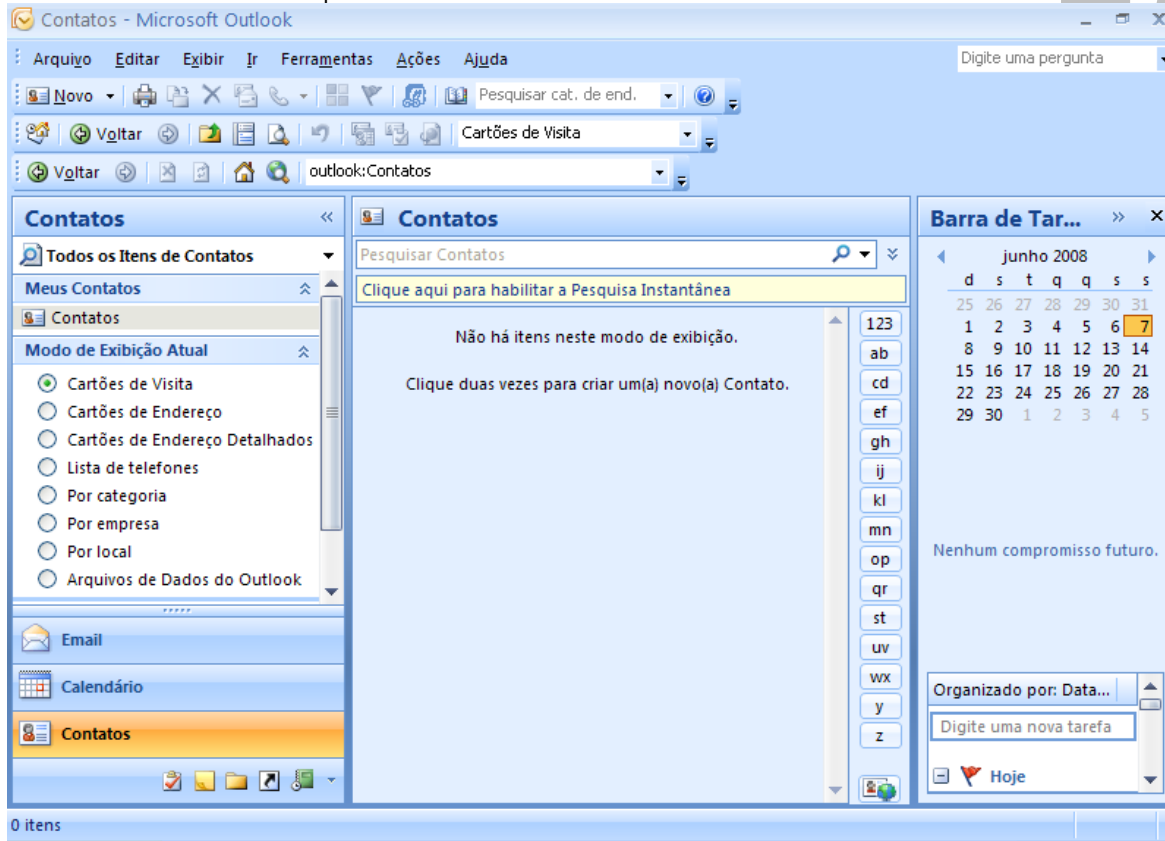 Contatos - Microsoft Outlook
Arquivo Editar Exibir Ir Ferramentas Ações Ajuda Digite uma pergunta
Novo Pesquisar cat. de end.
Voltar Cartões de Visita
Voltar outlook:Contatos
Contatos
Todos os Itens de Contatos
Meus Contatos
Contatos
Modo de Exibição Atual
Cartões de Visita
Cartões de Endereço
Cartões de Endereço Detalhados
Lista de telefones
Por categoria
Por empresa
Por local
Arquivos de Dados do Outlook
Email
Calendário
Contatos
Contatos
Pesquisar Contatos
Clique aqui para habilitar a Pesquisa Instantânea
Não há itens neste modo de exibição.
Clique duas vezes para criar um(a) novo(a) Contato.
123
ab
cd
ef
gh
ij
kl
mn
op
qr
st
uv
wx
y
z
Barra de Tar...
junho 2008
d s t q q s s
25 26 27 28 29 30 31
1 2 3 4 5 6 7
8 9 10 11 12 13 14
15 16 17 18 19 20 21
22 23 24 25 26 27 28
29 30 1 2 3 4 5
Nenhum compromisso futuro.
Organizado por: Data...
Digite uma nova tarefa
Hoje
0 itens